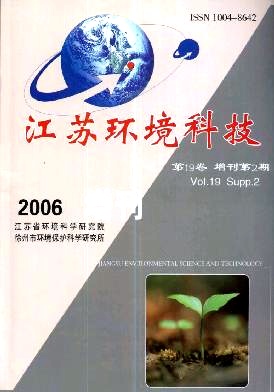 ISSN 1004-8642
江苏环境科技
第19卷 增刊第2期
Vol.19 Supp.2
2006
江苏省环境科学研究院
徐州市环境保护科学研究所
JIANGSU ENVIRONMENTAL SCIENCE AND TECHNOLOGY